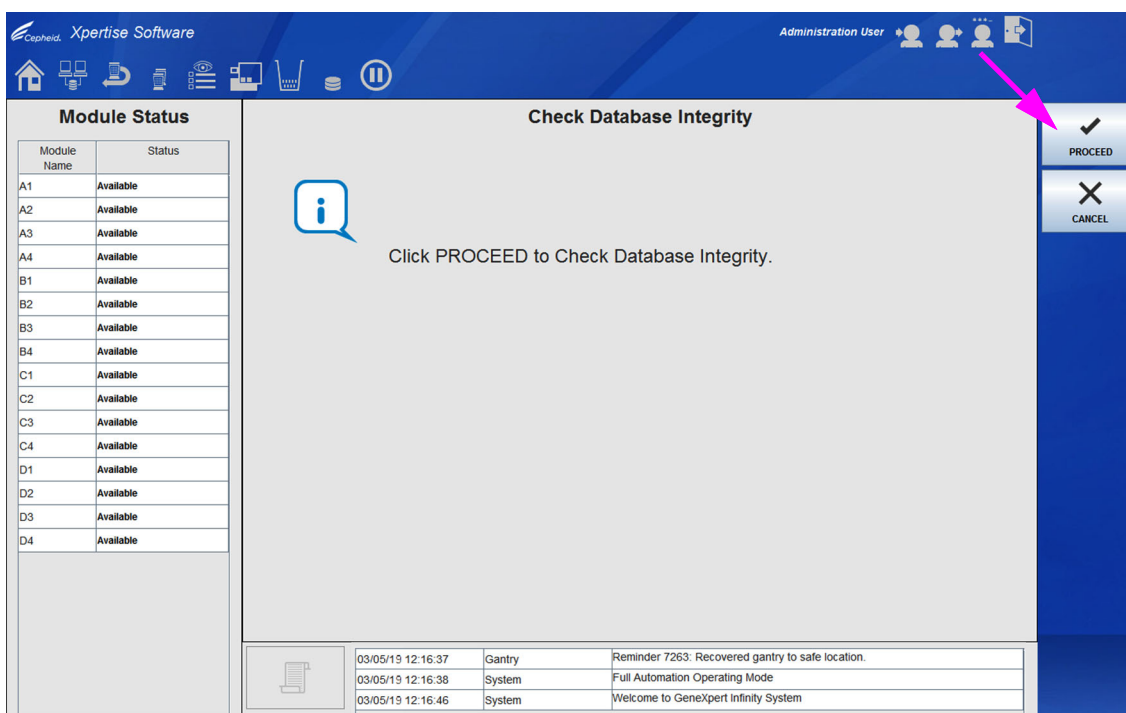 Cepheid. Xpertise Software
Administration User
Module Status
Check Database Integrity
PROCEED
CANCEL
Module Name Status
A1 Available
A2 Available
A3 Available
A4 Available
B1 Available
B2 Available
B3 Available
B4 Available
C1 Available
C2 Available
C3 Available
C4 Available
D1 Available
D2 Available
D3 Available
D4 Available
Click PROCEED to Check Database Integrity.
03/05/19 12:16:37 Gantry Reminder 7263: Recovered gantry to safe location.
03/05/19 12:16:38 System Full Automation Operating Mode
03/05/19 12:16:46 System Welcome to GeneXpert Infinity System